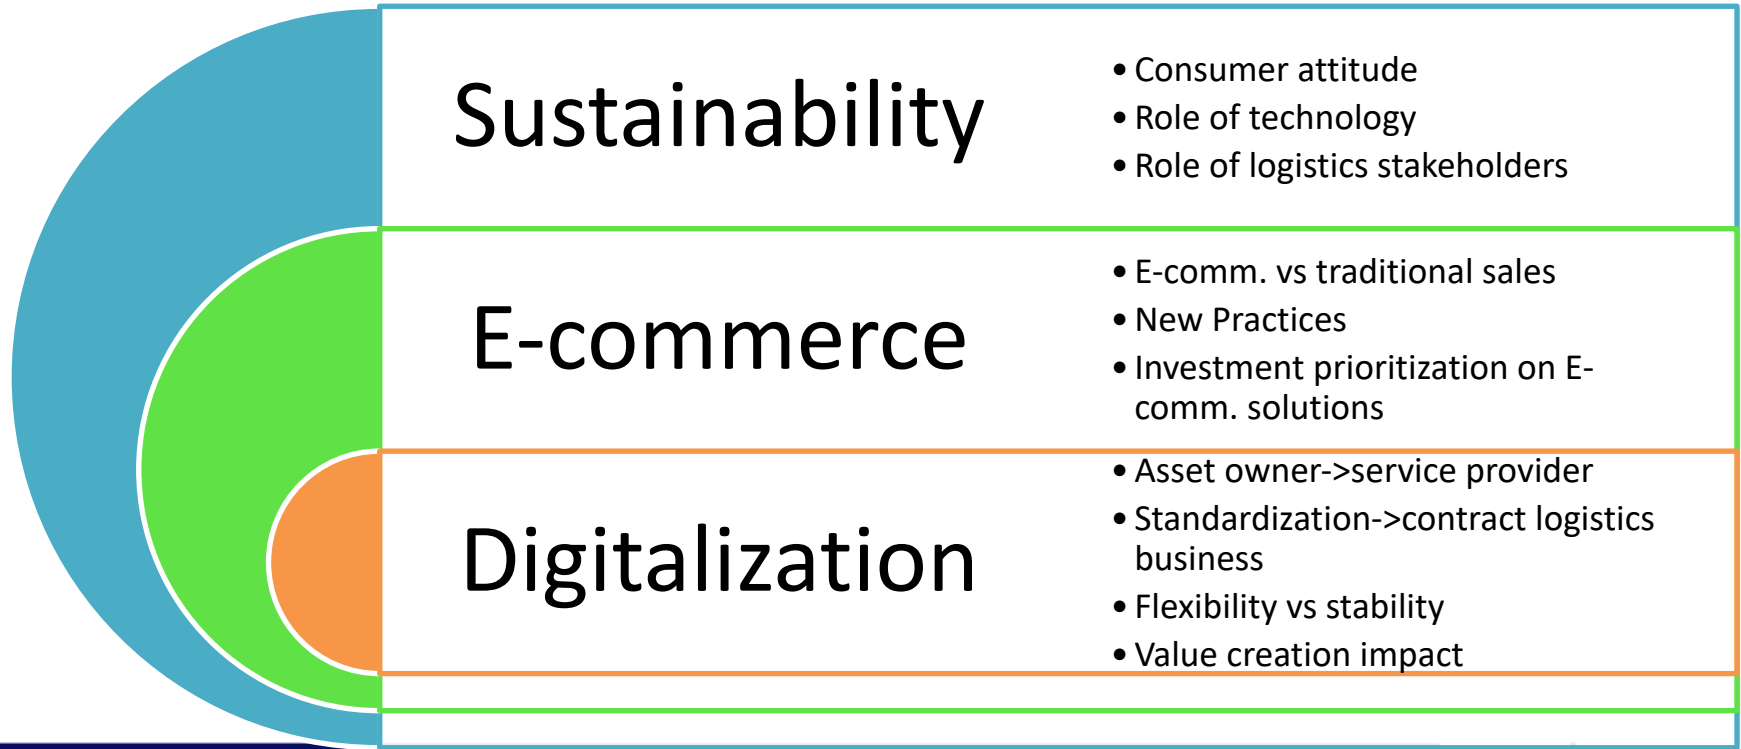 Sustainability
• Consumer attitude
• Role of technology
• Role of logistics stakeholders
E-commerce
• E-comm. vs traditional sales
• New Practices
• Investment prioritization on E-
comm. solutions
Digitalization
• Asset owner->service provider
• Standardization->contract logistics
business
• Flexibility vs stability
• Value creation impact